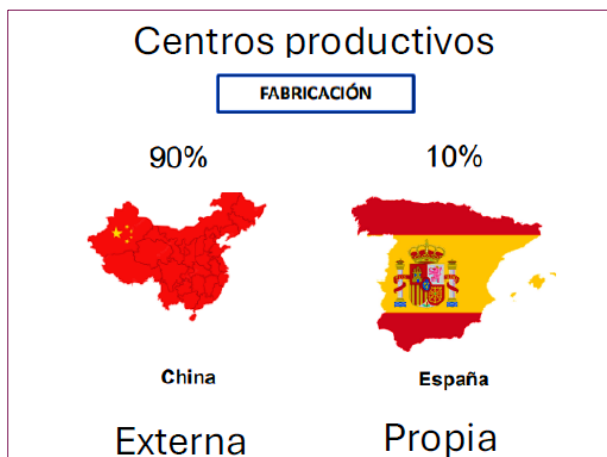 Centros productivos
FABRICACIÓN
90% 10%
China España
Externa Propia